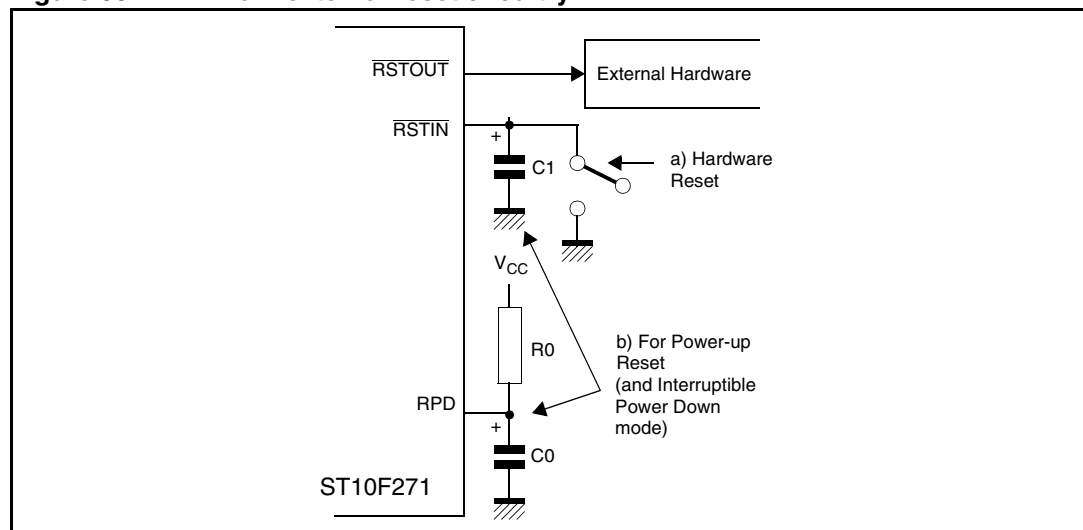 RSTOUT
External Hardware
RSTIN
+
C1
a) Hardware
Reset
VCC
R0
b) For Power-up
Reset
(and Interruptible
Power Down
mode)
RPD
+
C0
ST10F271